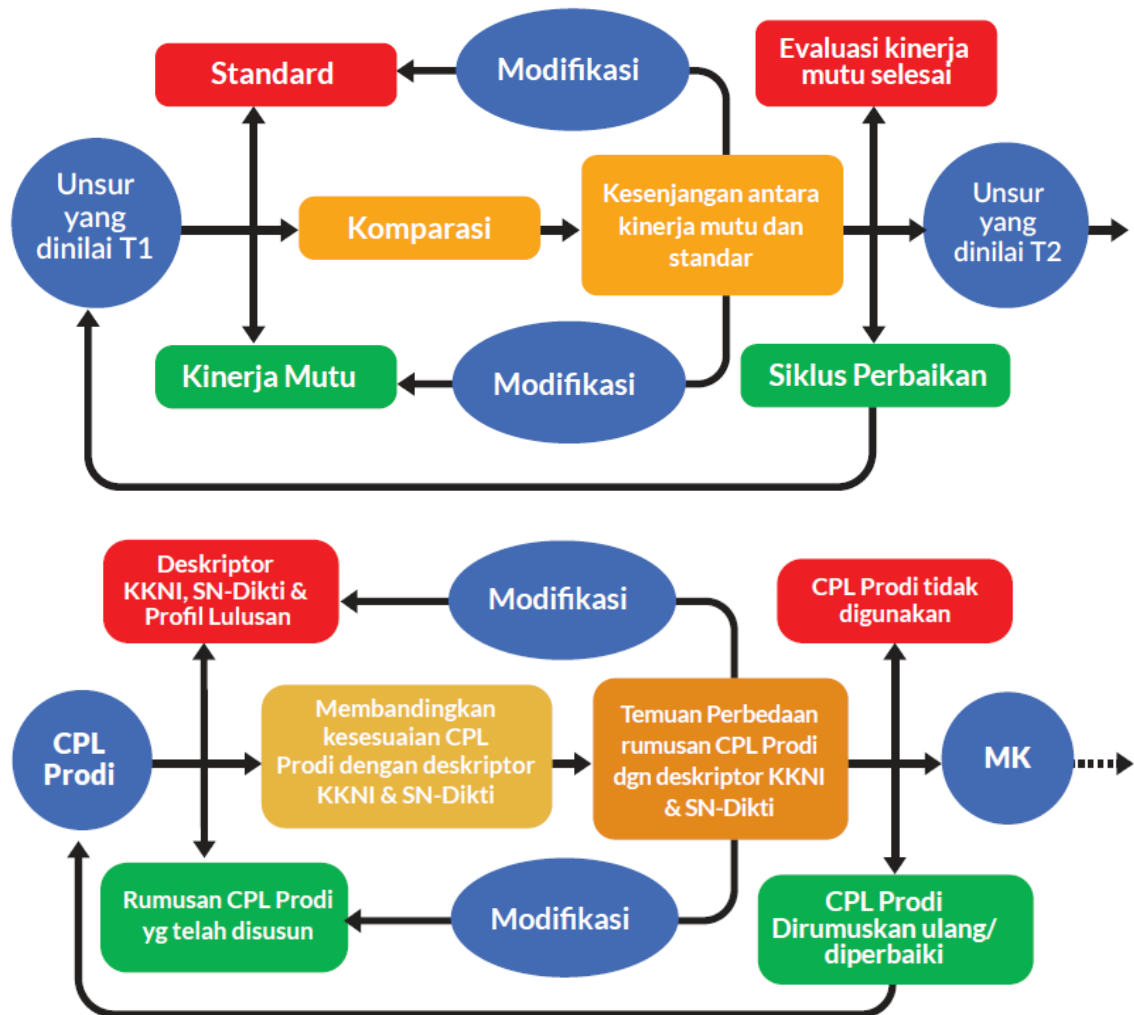 Standard
Modifikasi
Evaluasi kinerja
mutu selesai
Unsur
yang
dinilai T1
Komparasi
Kesenjangan antara
kinerja mutu dan
standar
Unsur
yang
dinilai T2
Kinerja Mutu
Modifikasi
Siklus Perbaikan
Deskriptor
KKNI, SN-Dikti &
Profil Lulusan
Modifikasi
CPL Prodi tidak
digunakan
CPL
Prodi
Membandingkan
kesesuaian CPL
Prodi dengan deskriptor
KKNI & SN-Dikti
Temuan Perbedaan
rumusan CPL Prodi
dgn deskriptor KKNI
& SN-Dikti
MK
Rumusan CPL Prodi
yg telah disusun
Modifikasi
CPL Prodi
Dirumuskan ulang/
diperbaiki